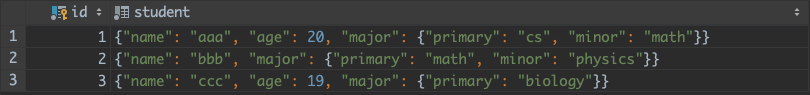 id student
1 1 {"name": "aaa", "age": 20, "major": {"primary": "cs", "minor": "math"}}
2 2 {"name": "bbb", "major": {"primary": "math", "minor": "physics"}}
3 3 {"name": "ccc", "age": 19, "major": {"primary": "biology"}}